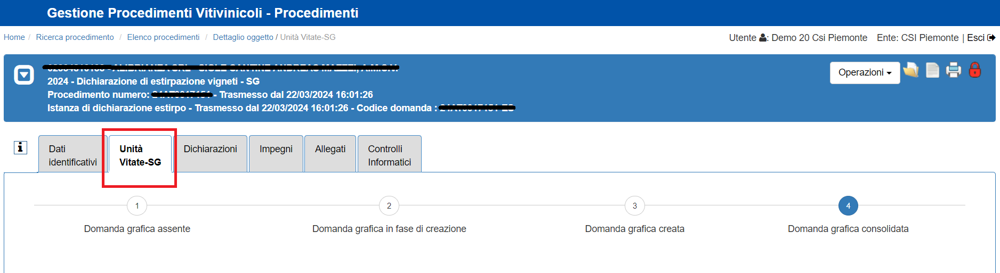 Gestione Procedimenti Vitivinicoli - Procedimenti
Home / Ricerca procedimento / Elenco procedimenti / Dettaglio oggetto / Unità Vitate-SG
Utente : Demo 20 Csi Piemonte Ente: CSI Piemonte | Esci
2024 - Dichiarazione di estirpazione vigneti - SG
Procedimento numero: - Trasmesso dal 22/03/2024 16:01:26
Istanza di dichiarazione estirpo - Trasmesso dal 22/03/2024 16:01:26 - Codice domanda :
Operazioni
i
Dati
identificativi
Unità
Vitate-SG
Dichiarazioni
Impegni
Allegati
Controlli
Informatici
1
Domanda grafica assente
2
Domanda grafica in fase di creazione
3
Domanda grafica creata
4
Domanda grafica consolidata